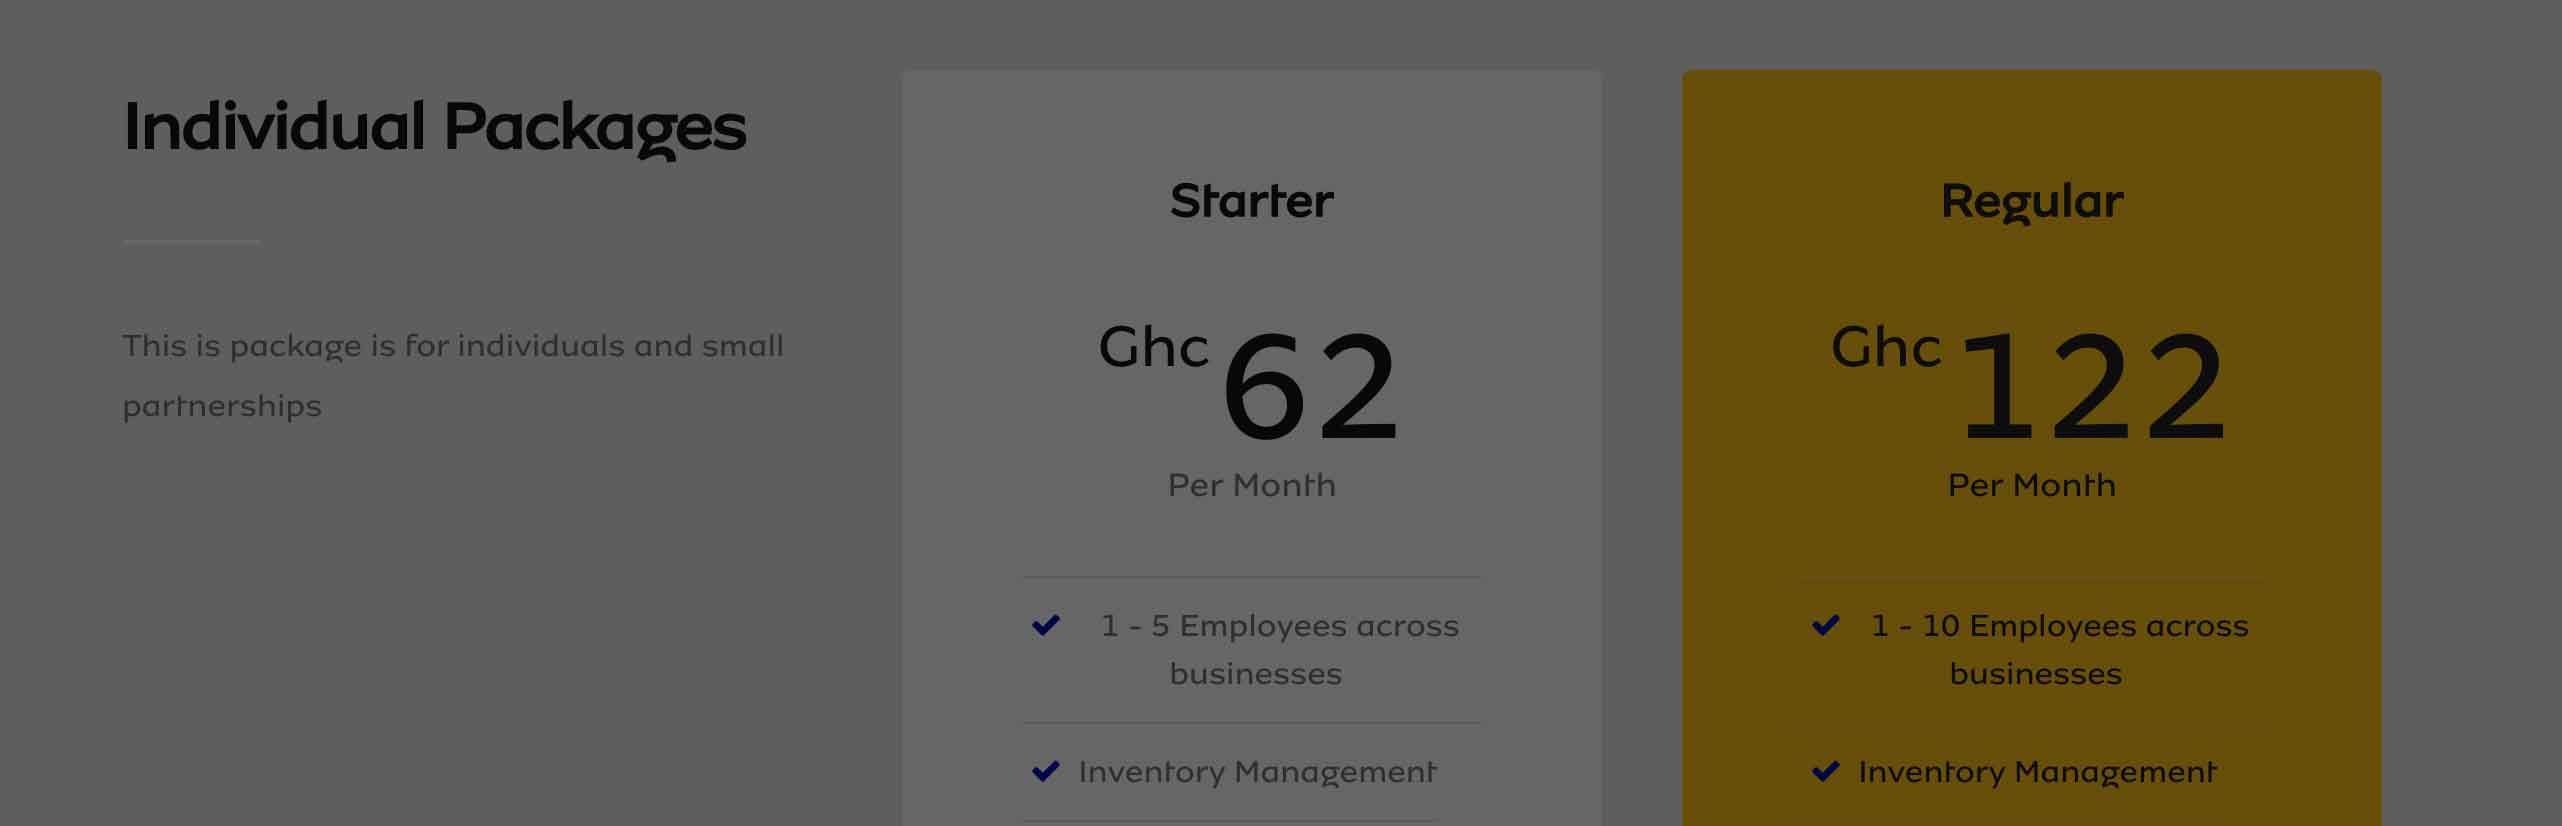 Individual Packages
This is package is for individuals and small
partnerships
Starter
Ghc 62
Per Month
1 - 5 Employees across
businesses
Inventory Management
Regular
Ghc 122
Per Month
1 - 10 Employees across
businesses
Inventory Management